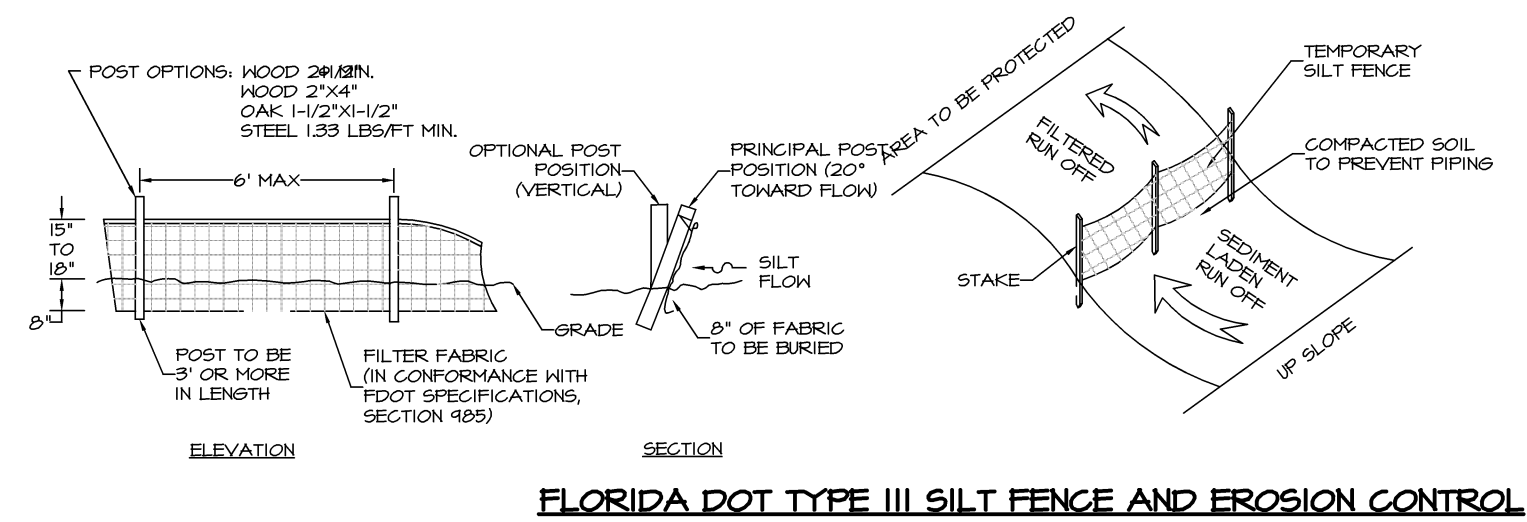 POST OPTIONS: WOOD
WOOD 2"X4"
OAK 1-1/2"X1-1/2"
STEEL 1.33 LBS/FT MIN.
6' MAX
15"
TO
18"
8"
POST TO BE
3' OR MORE
IN LENGTH
FILTER FABRIC
(IN CONFORMANCE WITH
FDOT SPECIFICATIONS,
SECTION 985)
GRADE
ELEVATION
OPTIONAL POST
POSITION
(VERTICAL)
PRINCIPAL POST
POSITION (20°
TOWARD FLOW)
SILT
FLOW
8" OF FABRIC
TO BE BURIED
SECTION
AREA TO BE PROTECTED
FILTERED
RUN OFF
TEMPORARY
SILT FENCE
COMPACTED SOIL
TO PREVENT PIPING
STAKE
SEDIMENT
LADEN
RUN OFF
UP SLOPE
FLORIDA DOT TYPE III SILT FENCE AND EROSION CONTROL